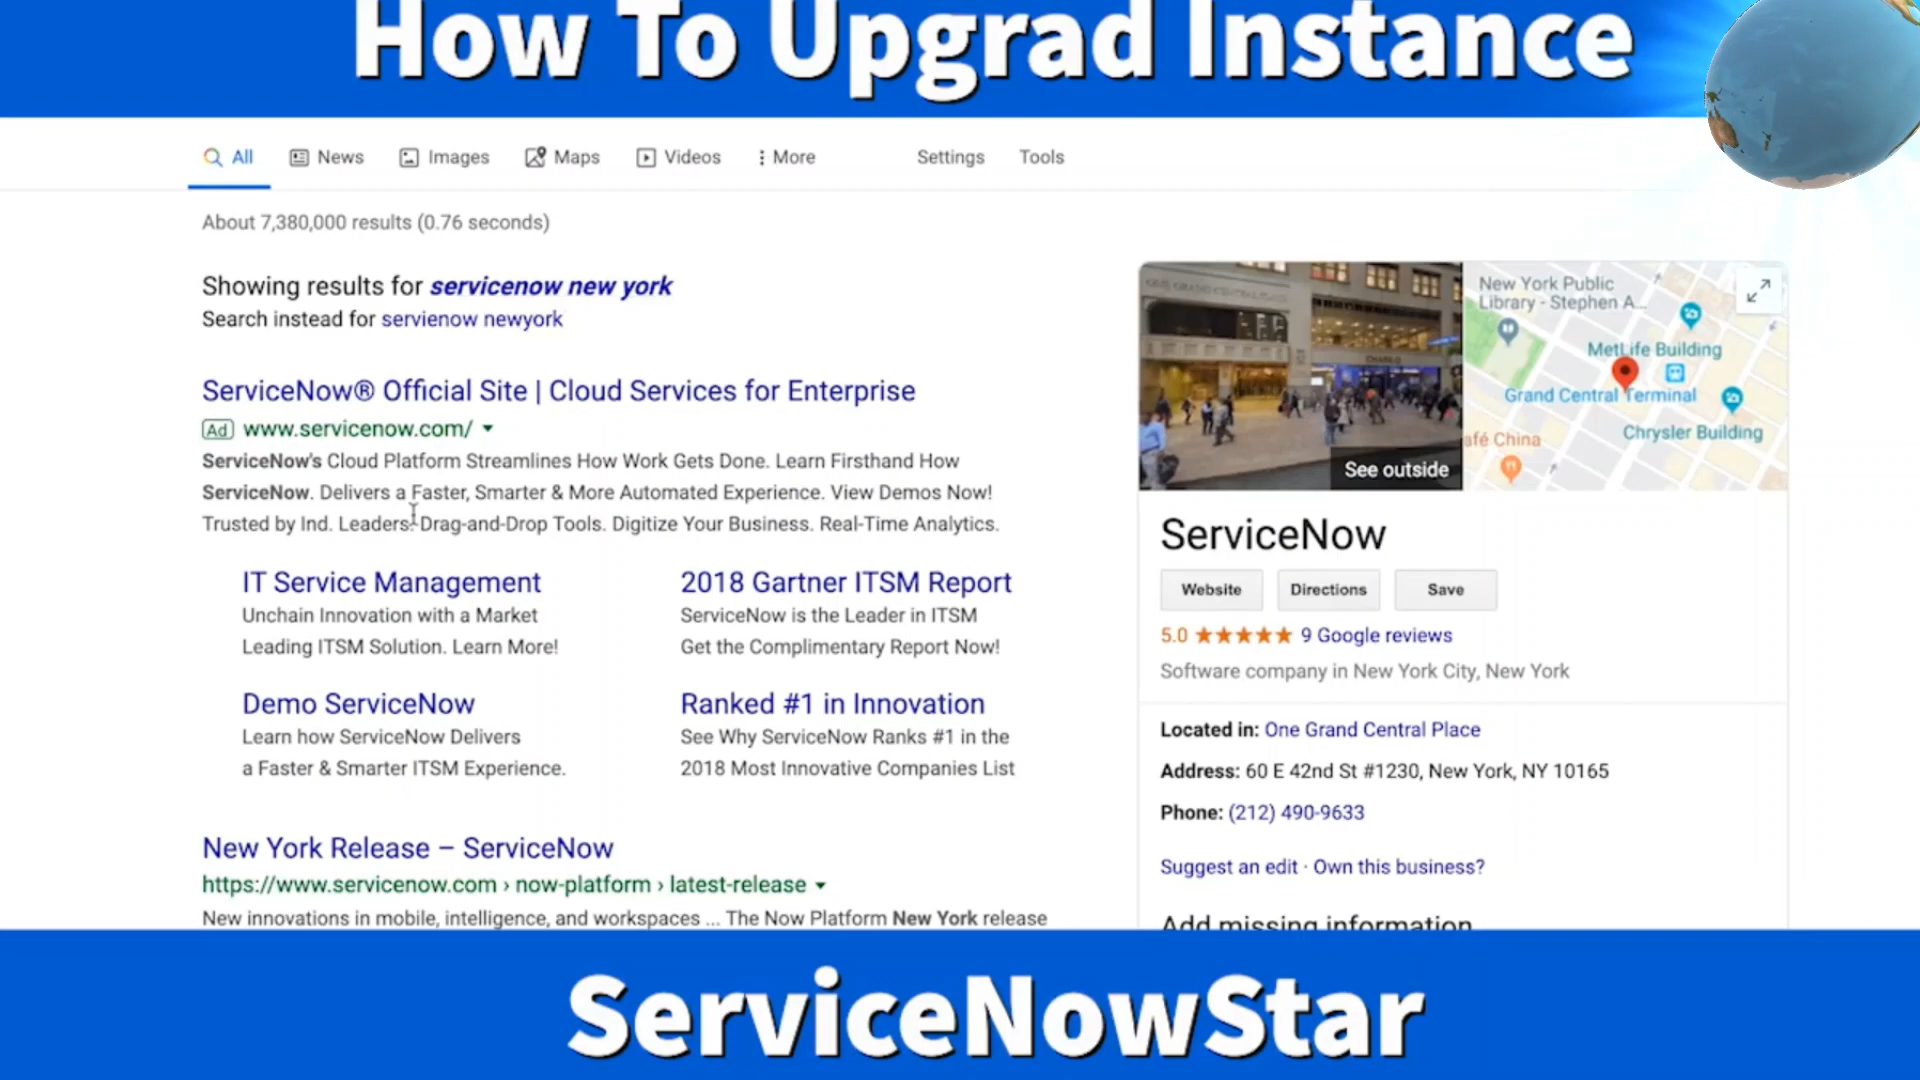 How To Upgrad Instance
All News Images Maps Videos More Settings Tools
About 7,380,000 results (0.76 seconds)
Showing results for servicenow new york
Search instead for servienow newyork
ServiceNow® Official Site | Cloud Services for Enterprise
Ad www.servicenow.com/
ServiceNow's Cloud Platform Streamlines How Work Gets Done. Learn Firsthand How
ServiceNow. Delivers a Faster, Smarter & More Automated Experience. View Demos Now!
Trusted by Ind. Leaders. Drag-and-Drop Tools. Digitize Your Business. Real-Time Analytics.
IT Service Management
Unchain Innovation with a Market
Leading ITSM Solution. Learn More!
2018 Gartner ITSM Report
ServiceNow is the Leader in ITSM
Get the Complimentary Report Now!
Demo ServiceNow
Learn how ServiceNow Delivers
a Faster & Smarter ITSM Experience.
Ranked #1 in Innovation
See Why ServiceNow Ranks #1 in the
2018 Most Innovative Companies List
New York Release – ServiceNow
https://www.servicenow.com › now-platform › latest-release
New innovations in mobile, intelligence, and workspaces ... The Now Platform New York release
See outside
New York Public
Library - Stephen A...
MetLife Building
Grand Central Terminal
Chrysler Building
afé China
ServiceNow
Website Directions Save
5.0 ★★★★★ 9 Google reviews
Software company in New York City, New York
Located in: One Grand Central Place
Address: 60 E 42nd St #1230, New York, NY 10165
Phone: (212) 490-9633
Suggest an edit · Own this business?
Add missing information
ServiceNowStar